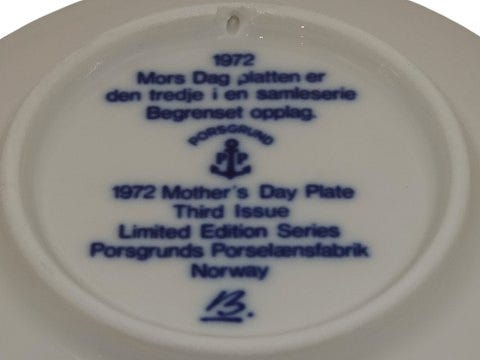 1972
Mors Dag platten er
den tredje i en samleserie
Begrenset opplag.
PORSGRUND
P P
1972 Mother's Day Plate
Third Issue
Limited Edition Series
Porsgrunds Porselænsfabrik
Norway
B.